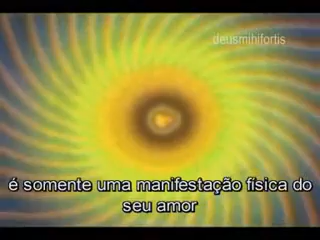 deusmihifortis
é somente uma manifestação física do
seu amor